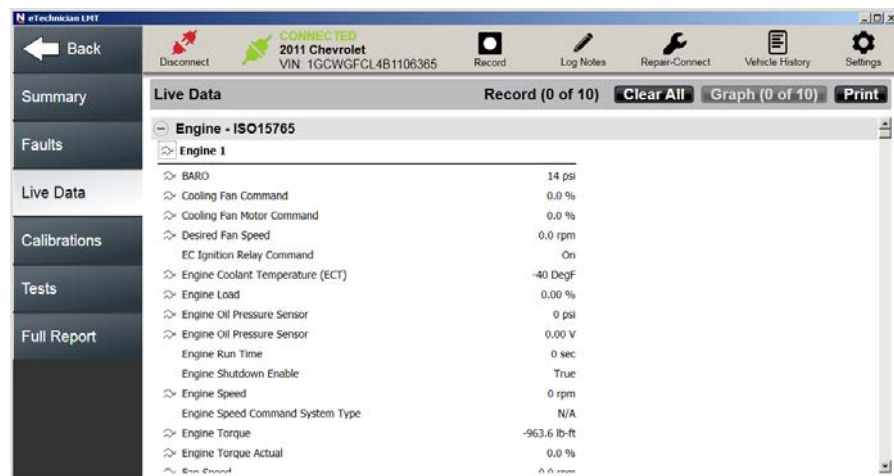 eTechnician LMT
Back
Disconnect
CONNECTED
2011 Chevrolet
VIN: 1GCWGFCL4B1106365
Record
Log Notes
Repair-Connect
Vehicle History
Settings
Summary
Faults
Live Data
Calibrations
Tests
Full Report
Live Data Record (0 of 10) Clear All Graph (0 of 10) Print
Engine - ISO15765
Engine 1
BARO 14 psi
Cooling Fan Command 0.0 %
Cooling Fan Motor Command 0.0 %
Desired Fan Speed 0.0 rpm
EC Ignition Relay Command On
Engine Coolant Temperature (ECT) -40 DegF
Engine Load 0.00 %
Engine Oil Pressure Sensor 0 psi
Engine Oil Pressure Sensor 0.00 V
Engine Run Time 0 sec
Engine Shutdown Enable True
Engine Speed 0 rpm
Engine Speed Command System Type N/A
Engine Torque -963.6 lb-ft
Engine Torque Actual 0.0 %
Fan Speed 0.0 rpm